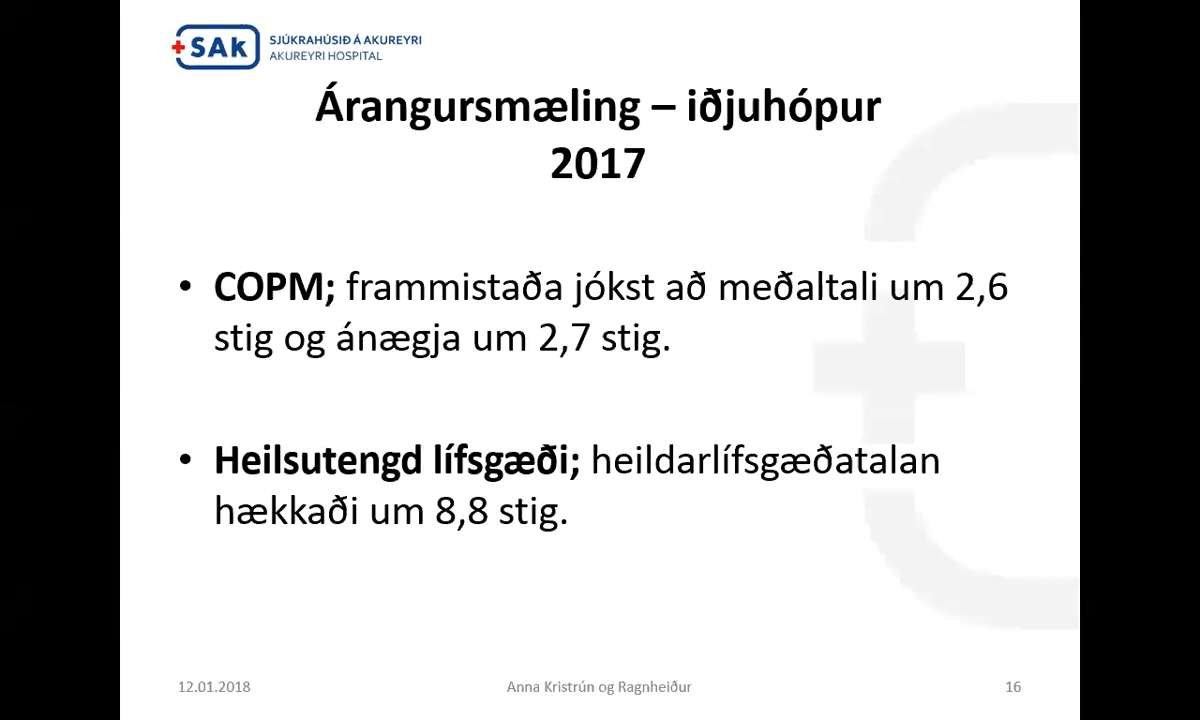 SAk
SJÚKRAHÚSIÐ Á AKUREYRI
AKUREYRI HOSPITAL
Árangursmæling – iðjuhópur
2017
• COPM; frammistaða jókst að meðaltali um 2,6
stig og ánægja um 2,7 stig.
• Heilsutengd lífsgæði; heildarlífsgæðatalan
hækkaði um 8,8 stig.
12.01.2018
Anna Kristrún og Ragnheiður
16